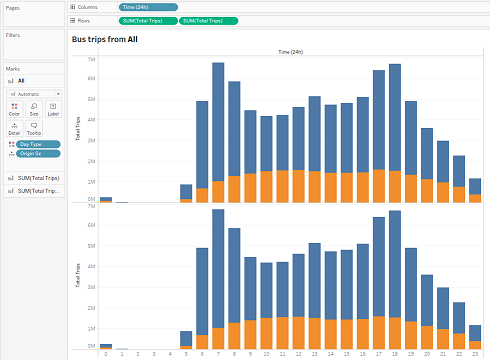 Pages
Filters
Marks
All
Automatic
Color
Size
Label
Detail
Tooltip
Day Type
Origin Sz
SUM(Total Trips)
SUM(Total Trip...
Columns
Time (24h)
Rows
SUM(Total Trips)
SUM(Total Trips)
Bus trips from All
Time (24h)
7M
6M
5M
4M
3M
2M
1M
0M
Total Trips
7M
6M
5M
4M
3M
2M
1M
0M
Total Trips
0 1 2 3 4 5 6 7 8 9 10 11 12 13 14 15 16 17 18 19 20 21 22 23